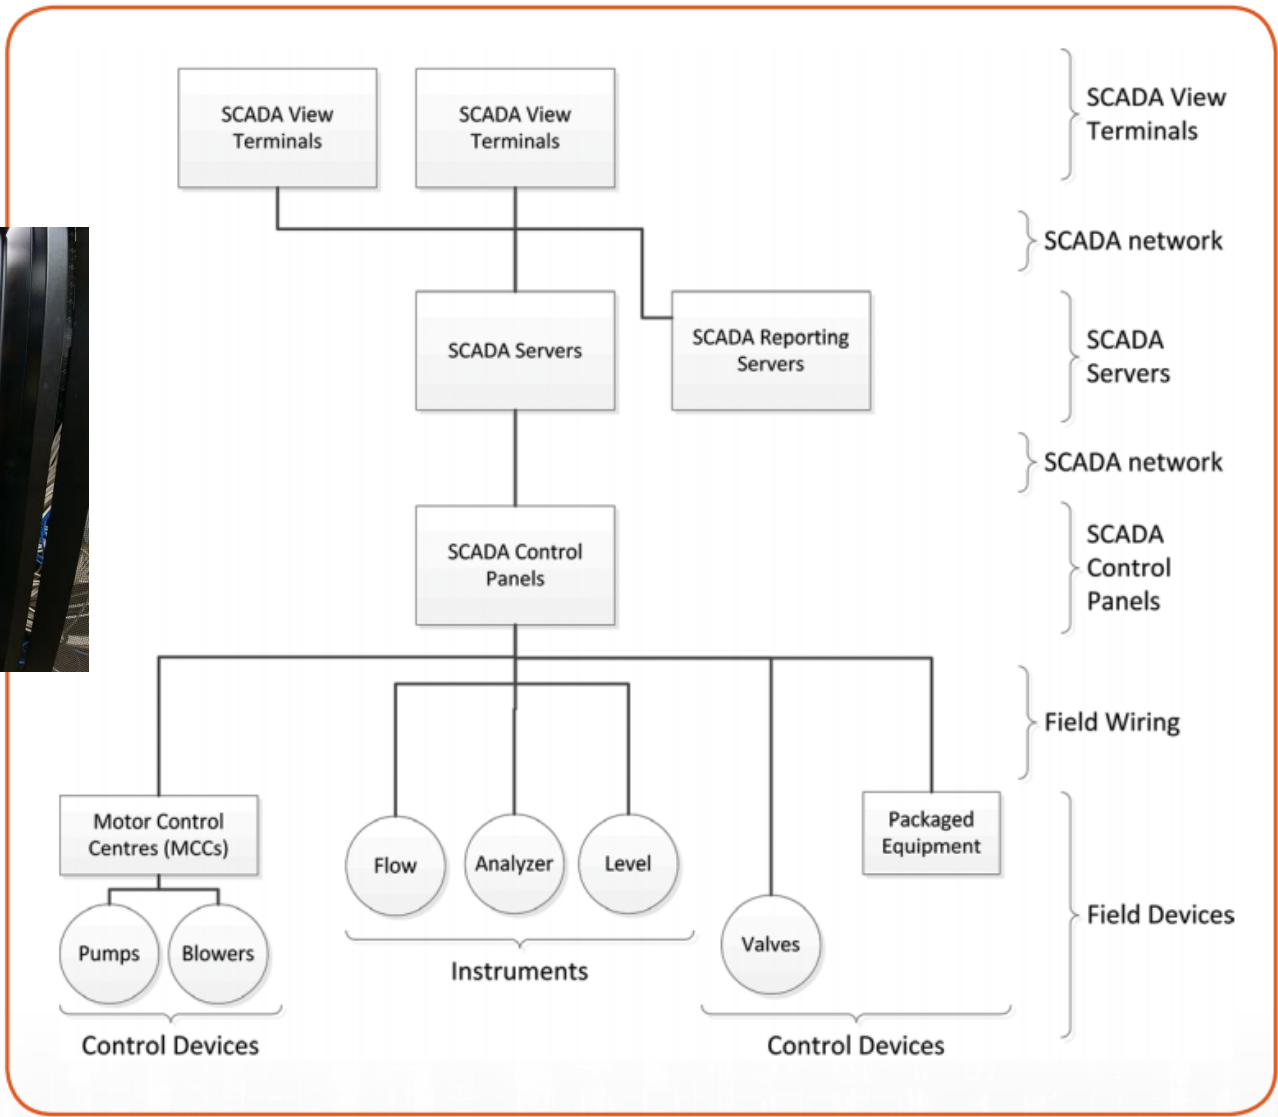 SCADA View
Terminals
SCADA View
Terminals
SCADA View
Terminals
SCADA network
SCADA Servers
SCADA Reporting
Servers
SCADA
Servers
SCADA network
SCADA Control
Panels
SCADA
Control
Panels
Field Wiring
Motor Control
Centres (MCCs)
Flow
Analyzer
Level
Packaged
Equipment
Pumps
Blowers
Valves
Field Devices
Instruments
Control Devices
Control Devices